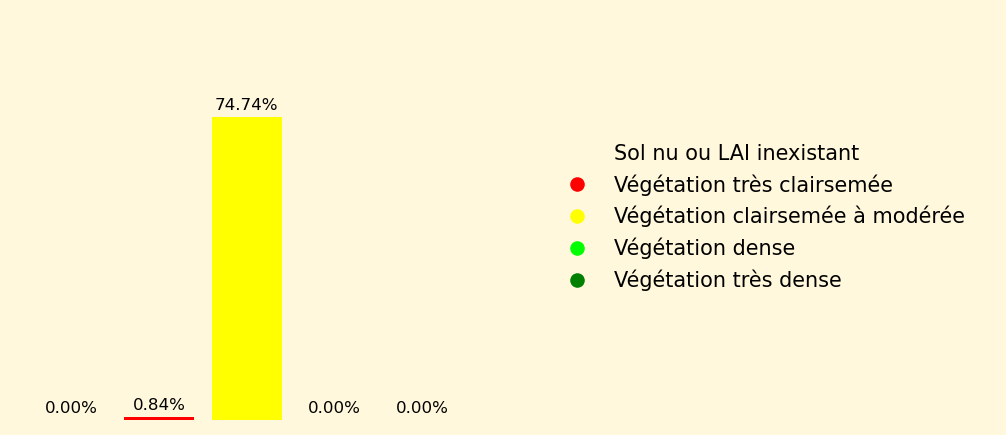 74.74%
0.00%
0.84%
0.00%
0.00%
Sol nu ou LAI inexistant
Végétation très clairsemée
Végétation clairsemée à modérée
Végétation dense
Végétation très dense